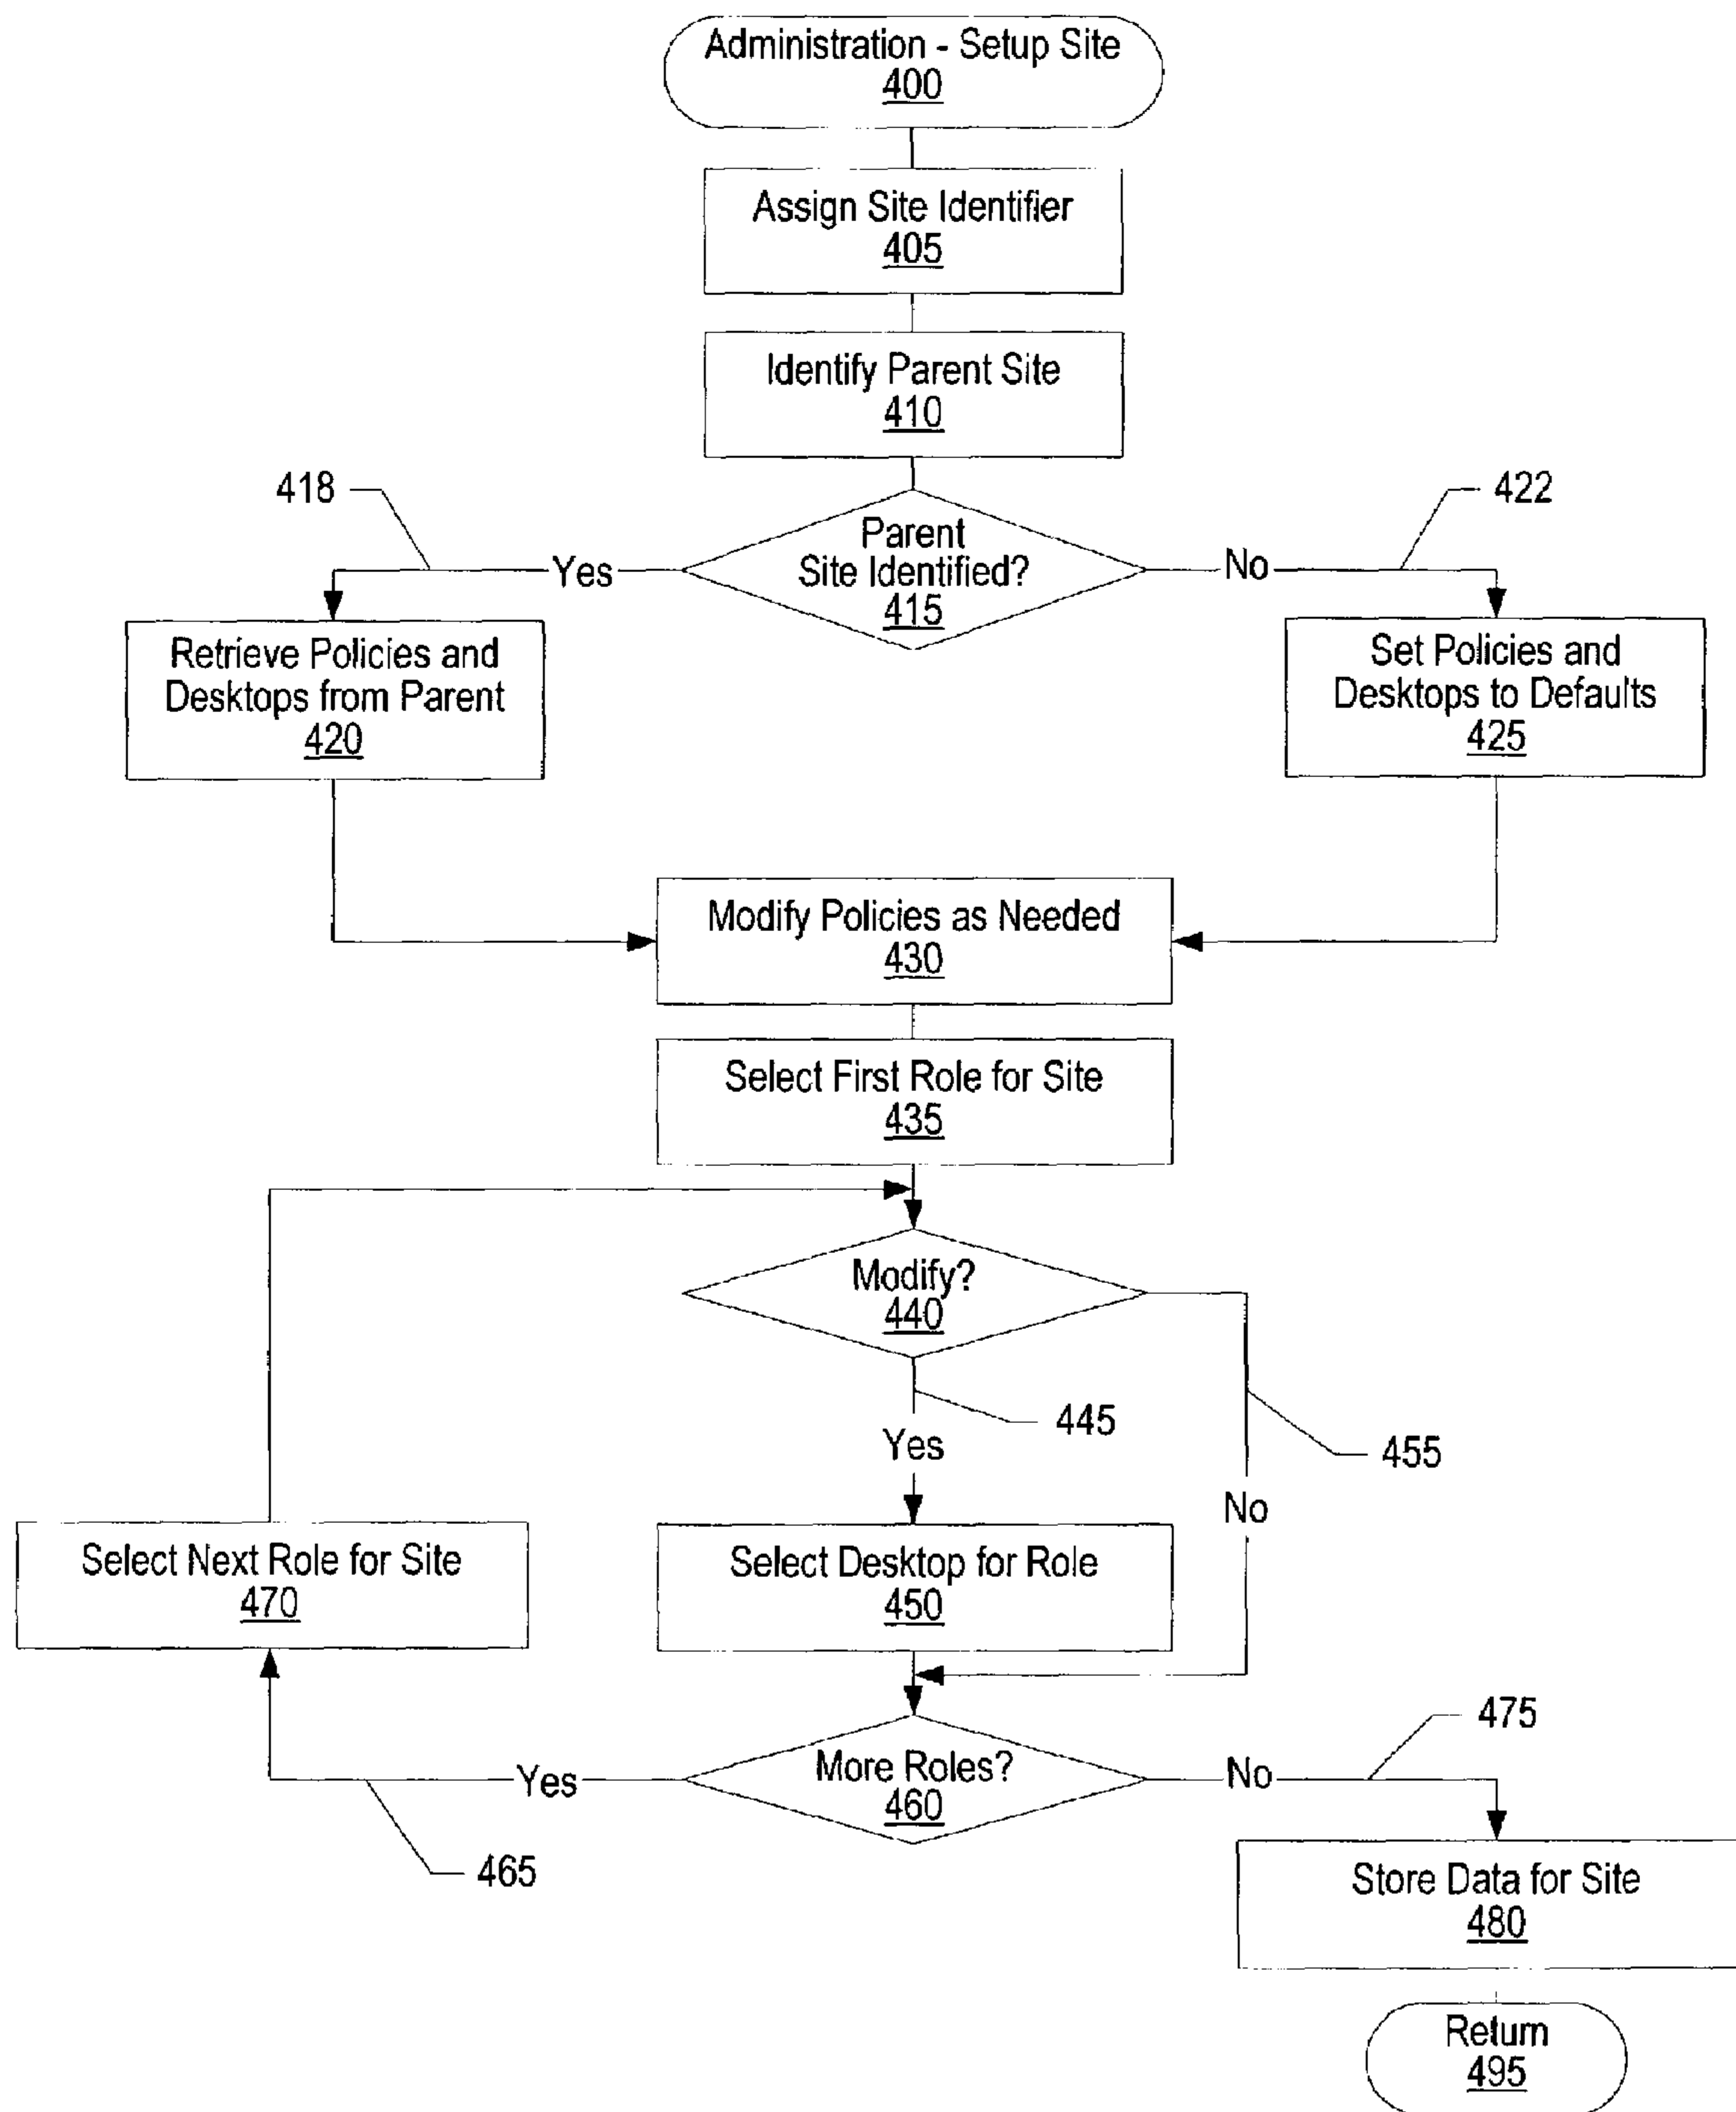 Administration - Setup Site
400
Assign Site Identifier
405
Identify Parent Site
410
418
422
Parent
Site Identified?
415
Yes
No
Retrieve Policies and
Desktops from Parent
420
Set Policies and
Desktops to Defaults
425
Modify Policies as Needed
430
Select First Role for Site
435
Modify?
440
445
Yes
455
No
Select Next Role for Site
470
Select Desktop for Role
450
475
More Roles?
460
Yes
No
465
Store Data for Site
480
Return
495